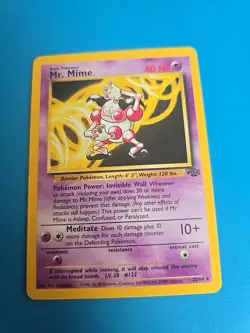 Basic Pokémon
Mr. Mime
40 HP
Barrier Pokémon. Length: 4' 3", Weight: 120 lbs.
Pokémon Power: Invisible Wall Whenever
an attack (including your own) does 30 or more
damage to Mr. Mime (after applying Weakness and
Resistance), prevent that damage. (Any other effects of
attacks still happen.) This power can't be used if Mr. Mime
is Asleep, Confused, or Paralyzed.
Meditate Does 10 damage plus 10
more damage for each damage counter
on the Defending Pokémon.
10+
weakness
resistance
retreat cost
If interrupted while miming, it will slap around the
enemy with its broad hands. LV. 28 #122
22/64